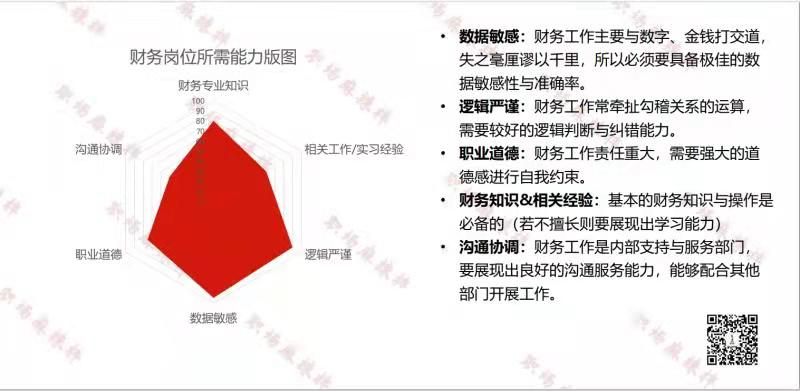 财务岗位所需能力版图
财务专业知识
100
90
80
70
沟通协调
相关工作/实习经验
职业道德
逻辑严谨
数据敏感
• 数据敏感：财务工作主要与数字、金钱打交道，
失之毫厘谬以千里，所以必须要具备极佳的数
据敏感性与准确率。
• 逻辑严谨：财务工作常牵扯勾稽关系的运算，
需要较好的逻辑判断与纠错能力。
• 职业道德：财务工作责任重大，需要强大的道
德感进行自我约束。
• 财务知识&相关经验：基本的财务知识与操作是
必备的（若不擅长则要展现出学习能力）
• 沟通协调：财务工作是内部支持与服务部门，
要展现出良好的沟通服务能力，能够配合其他
部门开展工作。
职场麻辣拌